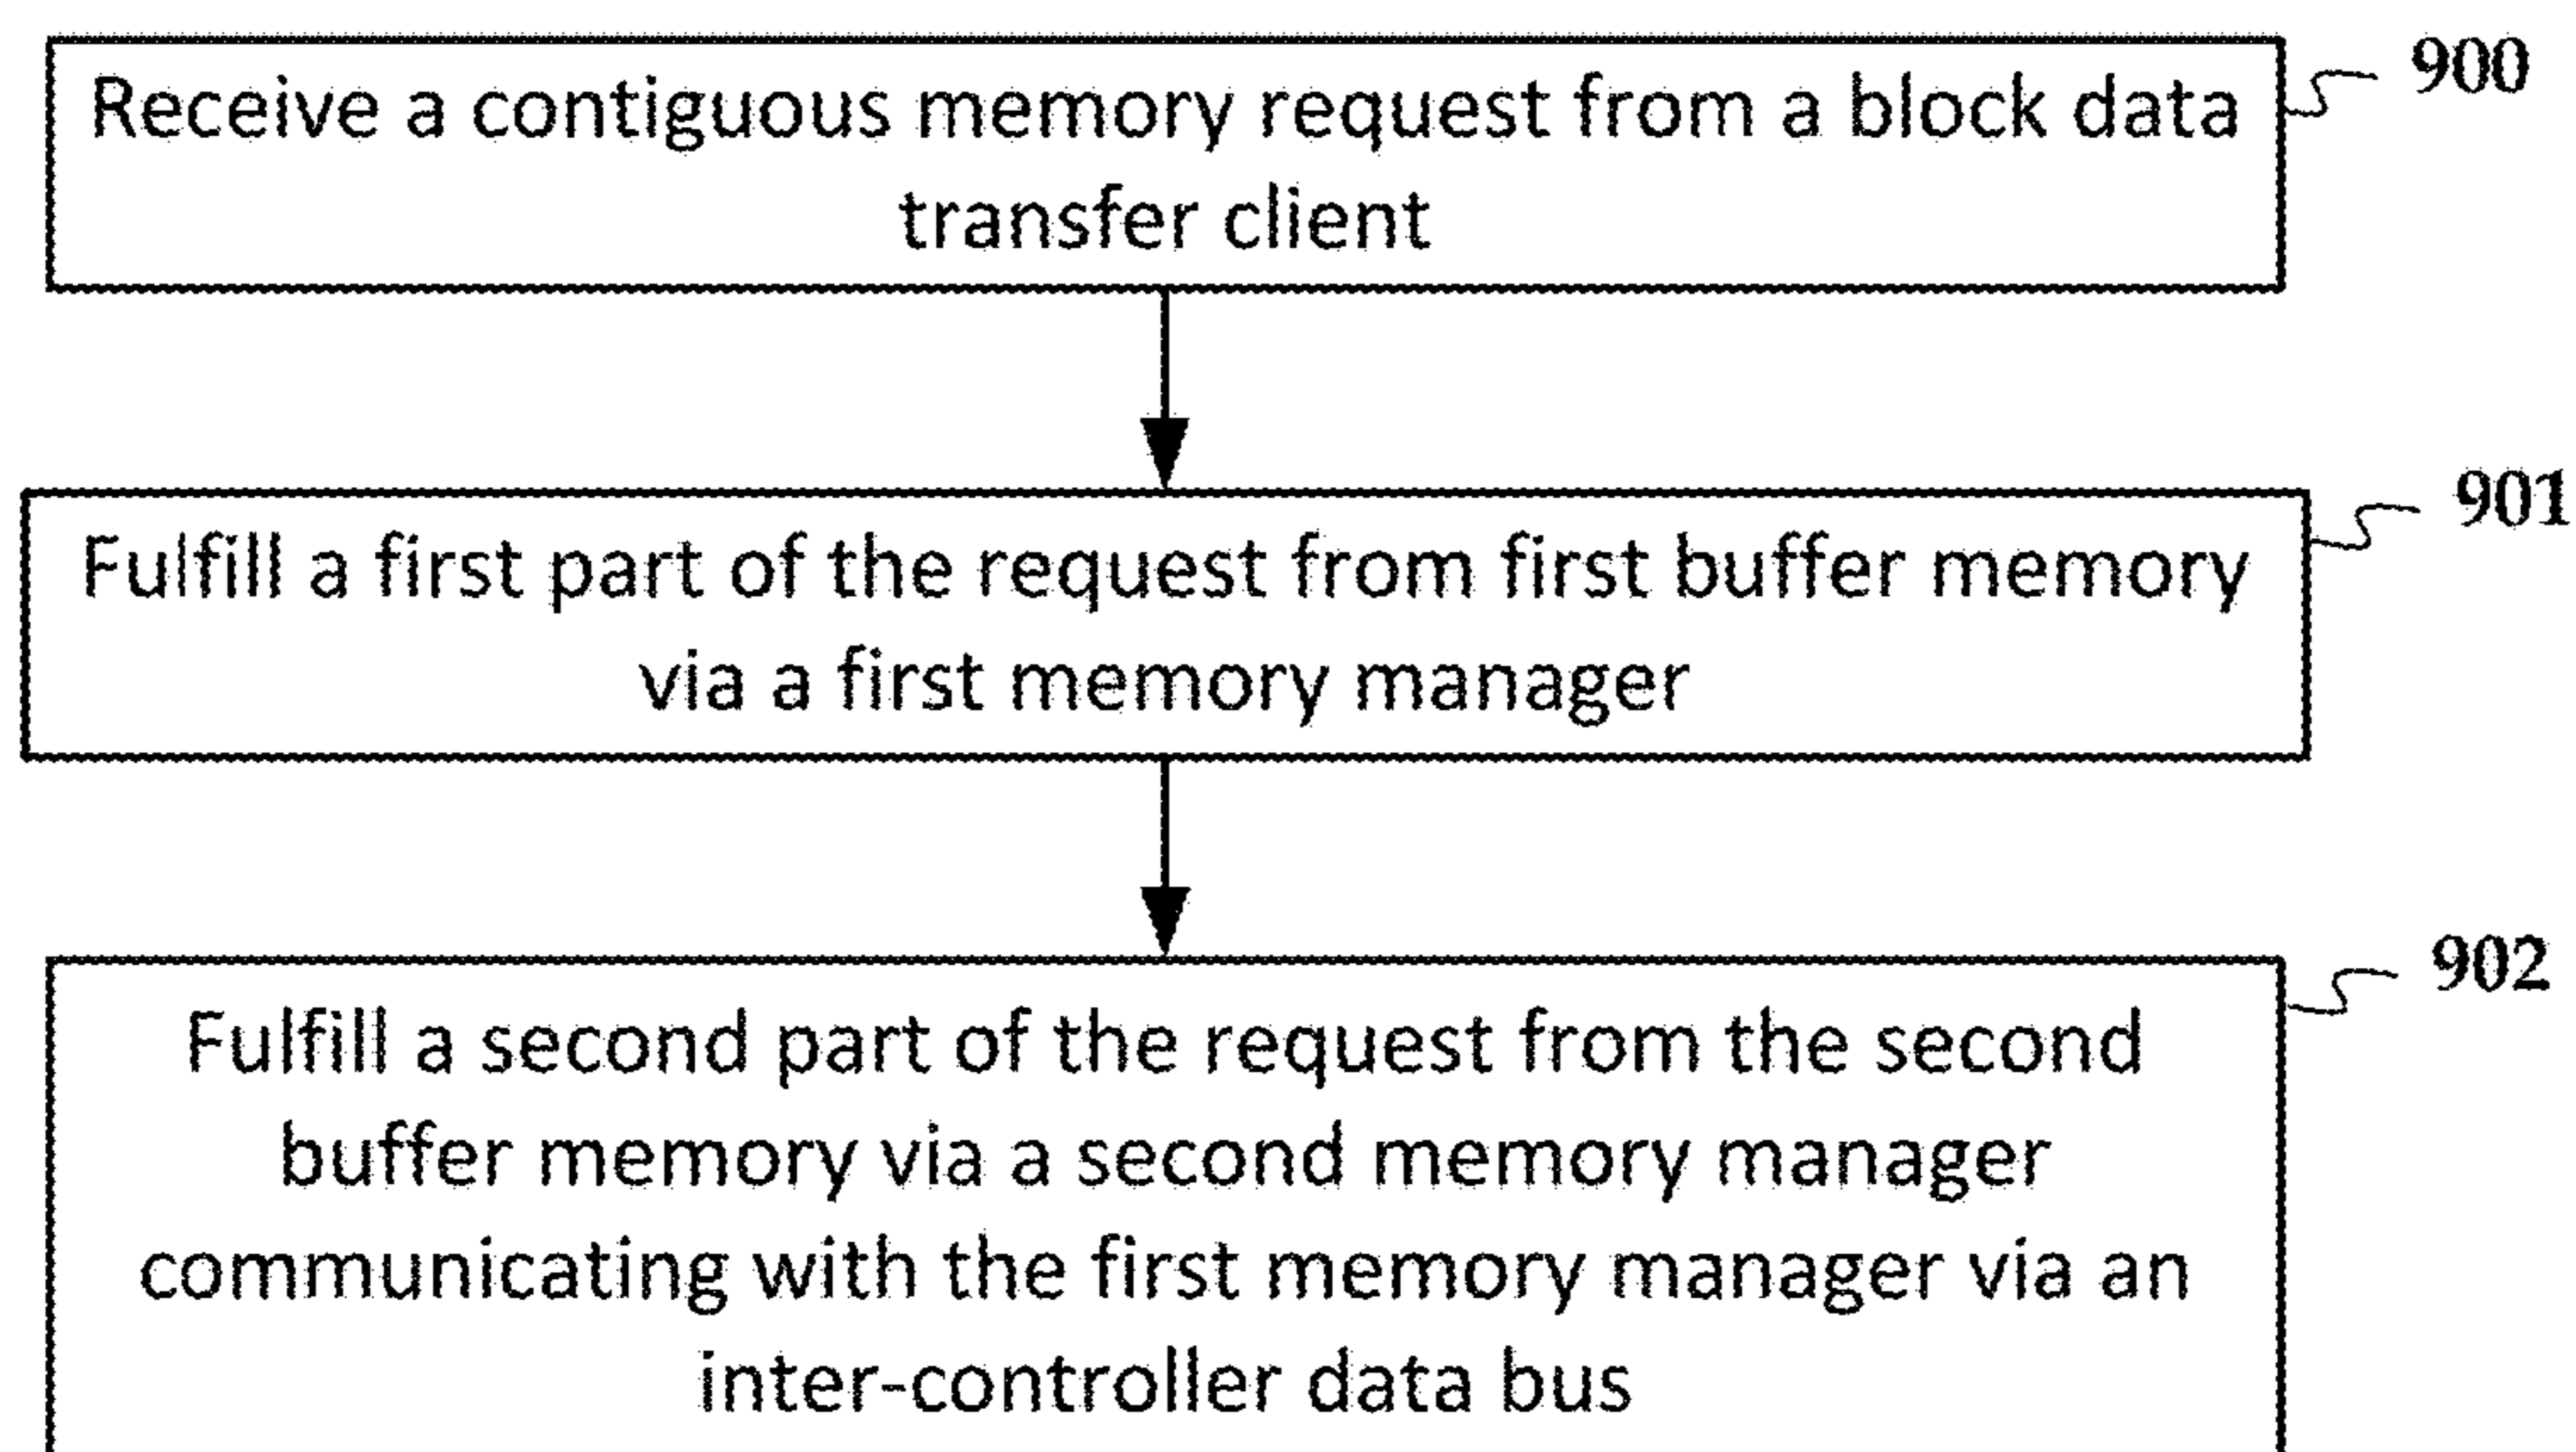 Receive a contiguous memory request from a block data
transfer client
900
Fulfill a first part of the request from first buffer memory
via a first memory manager
901
Fulfill a second part of the request from the second
buffer memory via a second memory manager
communicating with the first memory manager via an
inter-controller data bus
902